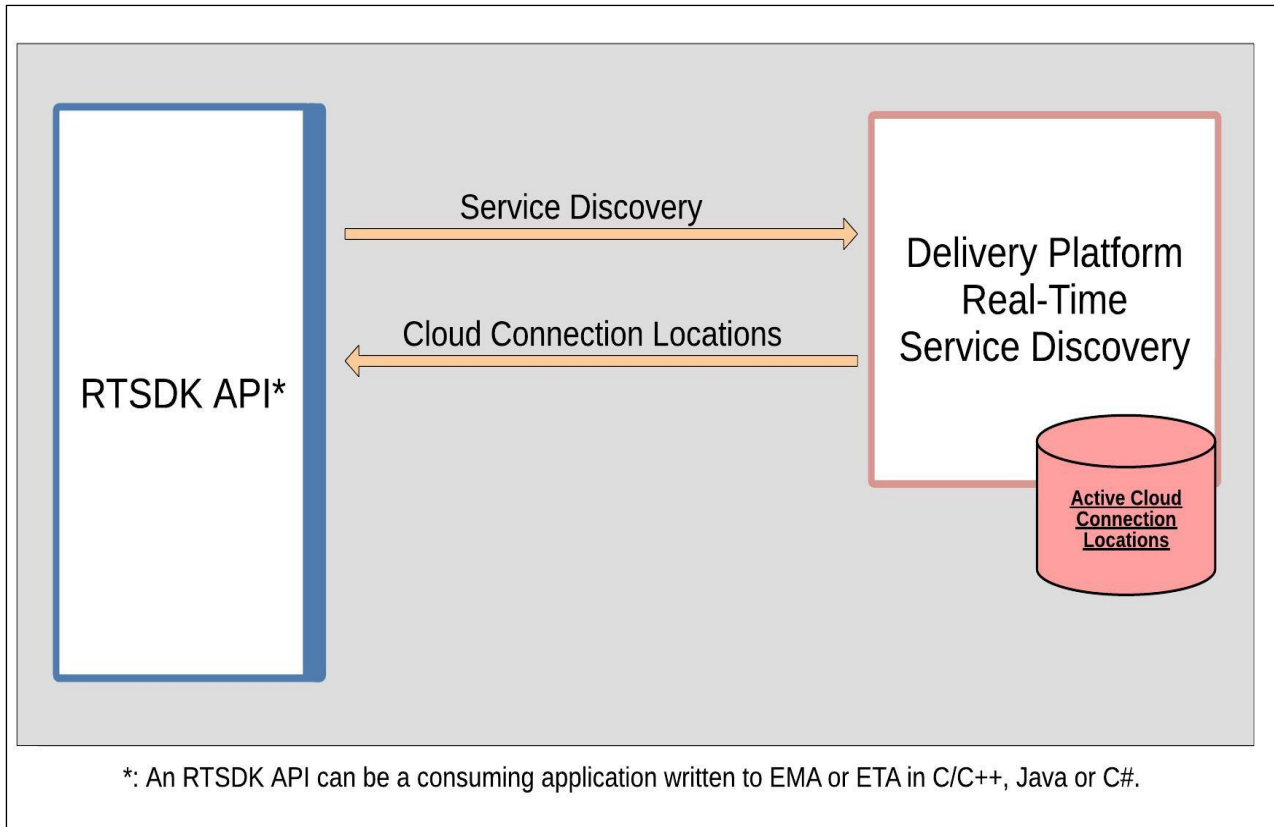 Service Discovery
Cloud Connection Locations
RTSDK API*
Delivery Platform
Real-Time
Service Discovery
Active Cloud
Connection
Locations
*: An RTSDK API can be a consuming application written to EMA or ETA in C/C++, Java or C#.